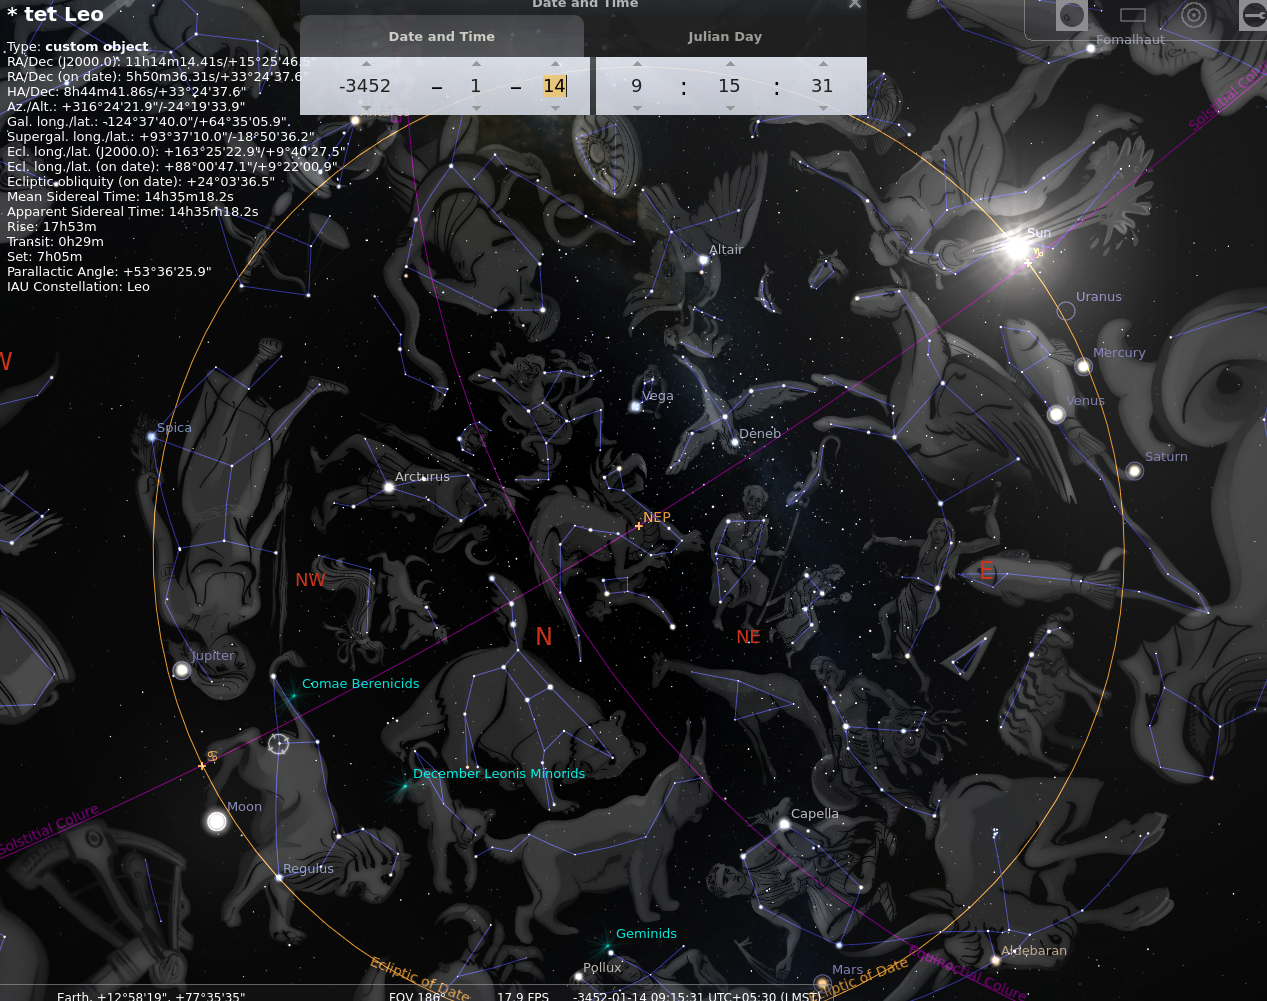 * tet Leo
Date and Time
Type: custom object
RA/Dec (J2000.0): 11h14m14.41s/+15°25'46.5"
RA/Dec (on date): 5h50m36.31s/+33°24'37.6"
HA/Dec: 8h44m41.86s/+33°24'37.6"
Az./Alt.: +316°24'21.9"/-24°19'33.9"
Gal. long./lat.: -124°37'40.0"/+64°35'05.9"
Supergal. long./lat.: +93°37'10.0"/-18°50'36.2"
Ecl. long./lat. (J2000.0): +163°25'22.9"/+9°40'27.5"
Ecl. long./lat. (on date): +88°00'47.1"/+9°22'00.9"
Ecliptic obliquity (on date): +24°03'36.5"
Mean Sidereal Time: 14h35m18.2s
Apparent Sidereal Time: 14h35m18.2s
Rise: 17h53m
Transit: 0h29m
Set: 7h05m
Parallactic Angle: +53°36'25.9"
IAU Constellation: Leo
Date and Time
Julian Day
-3452 – 1 – 14
9 : 15 : 31
Fomalhaut
Solstitial Colure
Sun
Altair
Uranus
Mercury
Venus
Saturn
W
Vega
Deneb
Spica
Arcturus
NEP
NW
N
NE
E
Jupiter
Comae Berenicids
December Leonis Minorids
Moon
Solstitial Colure
Capella
Regulus
Geminids
Pollux
Mars
Aldebaran
Ecliptic of Date
Ecliptic of Date
Equinoctial Colure
Earth, +12°58'19", +77°35'35"
FOV 186°
17.9 FPS
-3452-01-14 09:15:31 UTC+05:30 (LMST)